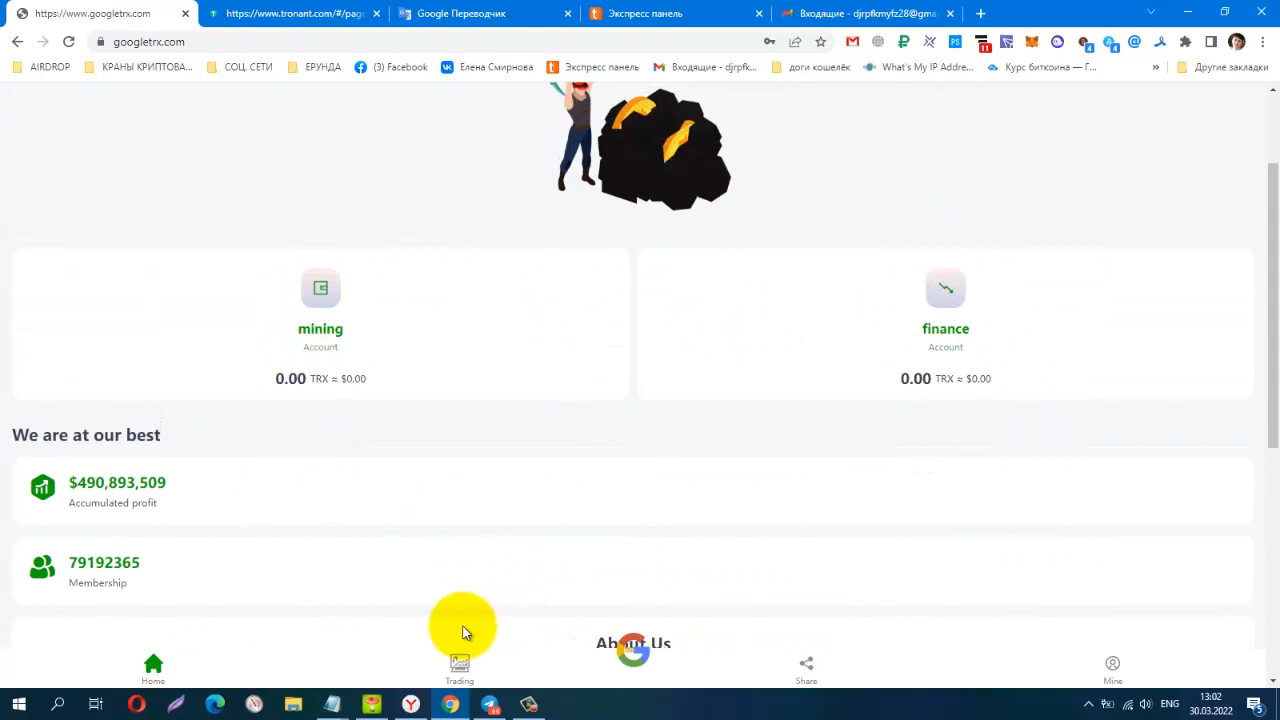 https://www.googletrx.com
https://www.tronant.com/#/pag
Google Переводчик
Экспресс панель
Входящие - djrpfkmyfz28@gma
googletrx.com
11
4
4
AIRDROP
КРАНЫ КРИПТОВА...
СОЦ. СЕТИ
ЕРУНДА
(3) Facebook
Елена Смирнова
Экспресс панель
Входящие - djrpfk...
доги кошелёк
What's My IP Addre...
Курс биткоина — Г...
»
Другие закладки
mining
Account
0.00 TRX ≈ $0.00
finance
Account
0.00 TRX ≈ $0.00
We are at our best
$490,893,509
Accumulated profit
79192365
Membership
About Us
Home
Trading
Share
Mine
ENG
13:02
30.03.2022
5